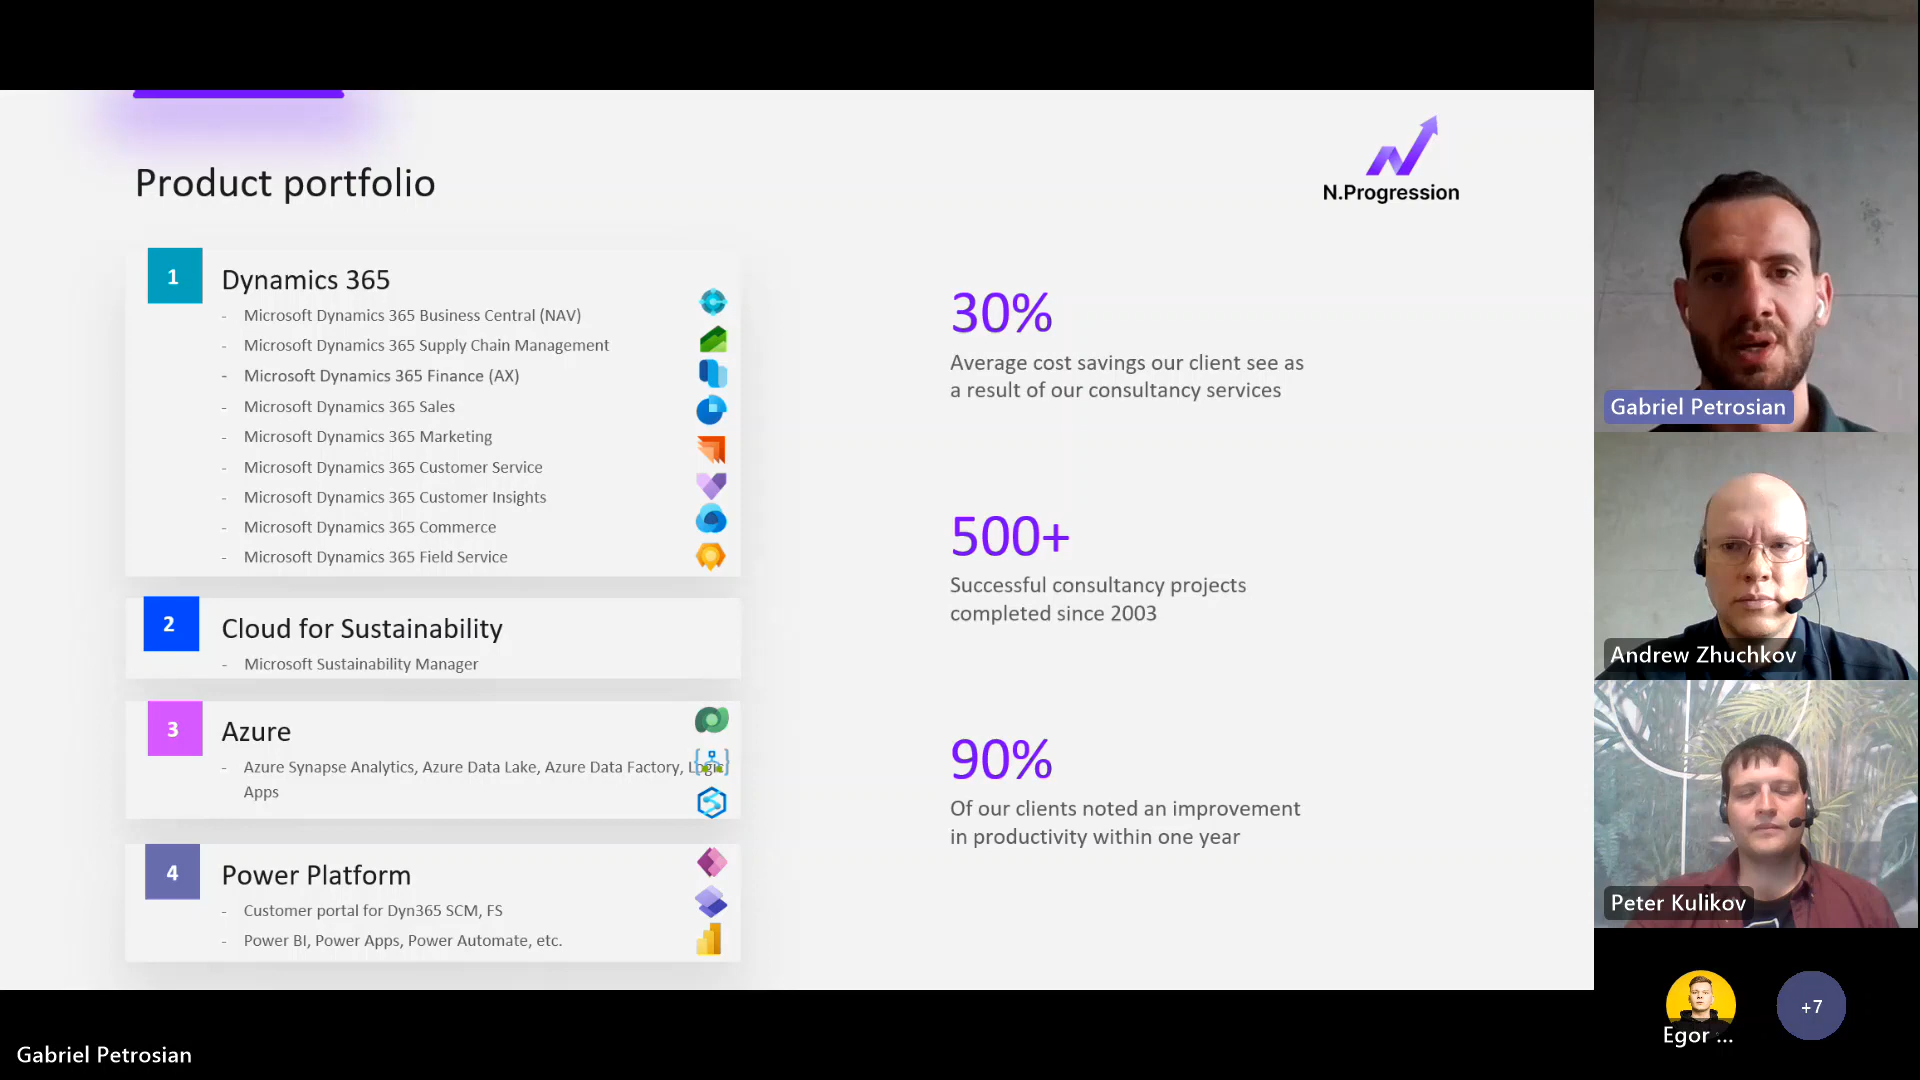 Product portfolio
N.Progression
1
Dynamics 365
- Microsoft Dynamics 365 Business Central (NAV)
- Microsoft Dynamics 365 Supply Chain Management
- Microsoft Dynamics 365 Finance (AX)
- Microsoft Dynamics 365 Sales
- Microsoft Dynamics 365 Marketing
- Microsoft Dynamics 365 Customer Service
- Microsoft Dynamics 365 Customer Insights
- Microsoft Dynamics 365 Commerce
- Microsoft Dynamics 365 Field Service
2
Cloud for Sustainability
- Microsoft Sustainability Manager
3
Azure
- Azure Synapse Analytics, Azure Data Lake, Azure Data Factory, Logic
Apps
4
Power Platform
- Customer portal for Dyn365 SCM, FS
- Power BI, Power Apps, Power Automate, etc.
30%
Average cost savings our client see as
a result of our consultancy services
500+
Successful consultancy projects
completed since 2003
90%
Of our clients noted an improvement
in productivity within one year
Gabriel Petrosian
Andrew Zhuchkov
Peter Kulikov
Egor ...
+7
Gabriel Petrosian